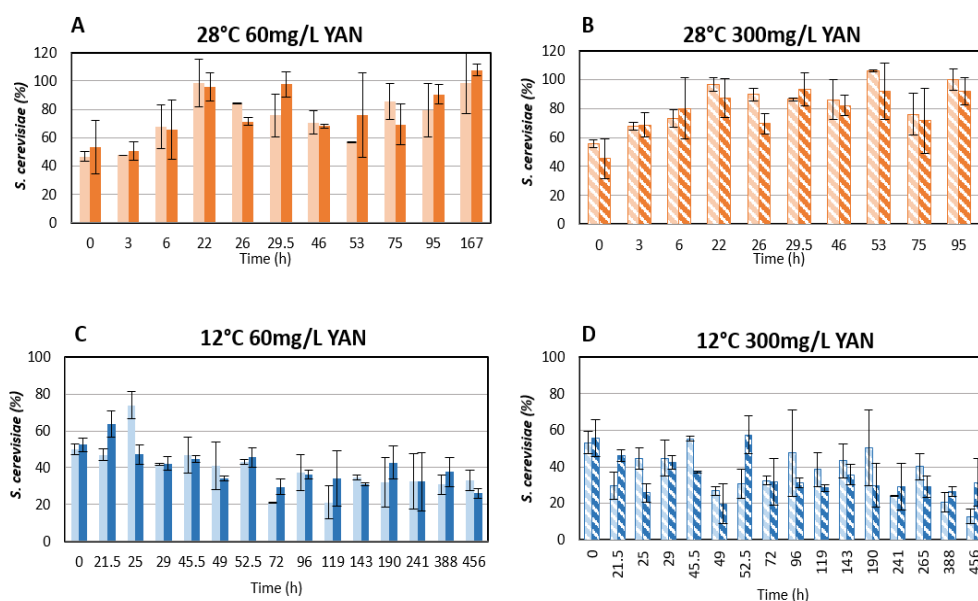 A
28°C 60mg/L YAN
S. cerevisiae (%)
120
100
80
60
40
20
0
0 3 6 22 26 29.5 46 53 75 95 167
Time (h)
B
28°C 300mg/L YAN
S. cerevisiae (%)
120
100
80
60
40
20
0
0 3 6 22 26 29.5 46 53 75 95
Time (h)
C
12°C 60mg/L YAN
S. cerevisiae (%)
100
80
60
40
20
0
0 21.5 25 29 45.5 49 52.5 72 96 119 143 190 241 388 456
Time (h)
D
12°C 300mg/L YAN
S. cerevisiae (%)
100
80
60
40
20
0
0 21.5 25 29 45.5 49 52.5 72 96 119 143 190 241 265 388 456
Time (h)